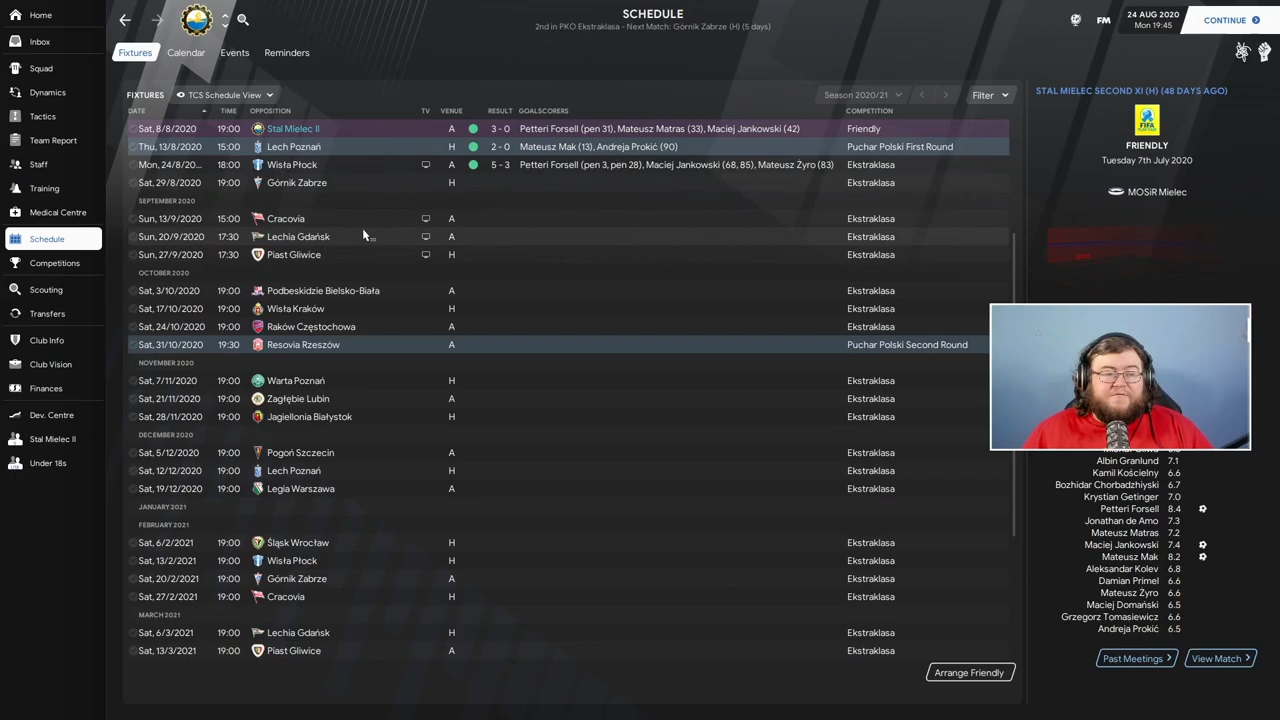 Home
SCHEDULE
2nd in PKO Ekstraklasa - Next Match: Górnik Zabrze (H) (5 days)
FM
24 AUG 2020
Mon 19:45
CONTINUE
Inbox
Squad
Dynamics
Tactics
Team Report
Staff
Training
Medical Centre
Schedule
Competitions
Scouting
Transfers
Club Info
Club Vision
Finances
Dev. Centre
Stal Mielec II
Under 18s
Fixtures
Calendar
Events
Reminders
FIXTURES
TCS Schedule View
Season 2020/21
Filter
DATE TIME OPPOSITION TV VENUE RESULT GOALSCORERS COMPETITION
Sat, 8/8/2020 19:00 Stal Mielec II A 3 - 0 Petteri Forsell (pen 31), Mateusz Matras (33), Maciej Jankowski (42) Friendly
Thu, 13/8/2020 15:00 Lech Poznań H 2 - 0 Mateusz Mak (13), Andreja Prokić (90) Puchar Polski First Round
Mon, 24/8/20... 18:00 Wisła Płock A 5 - 3 Petteri Forsell (pen 3, pen 28), Maciej Jankowski (68, 85), Mateusz Żyro (83) Ekstraklasa
Sat, 29/8/2020 19:00 Górnik Zabrze H Ekstraklasa
SEPTEMBER 2020
Sun, 13/9/2020 15:00 Cracovia A Ekstraklasa
Sun, 20/9/2020 17:30 Lechia Gdańsk A Ekstraklasa
Sun, 27/9/2020 17:30 Piast Gliwice H Ekstraklasa
OCTOBER 2020
Sat, 3/10/2020 19:00 Podbeskidzie Bielsko-Biała A Ekstraklasa
Sat, 17/10/2020 19:00 Wisła Kraków H Ekstraklasa
Sat, 24/10/2020 19:00 Raków Częstochowa A Ekstraklasa
Sat, 31/10/2020 19:30 Resovia Rzeszów A Puchar Polski Second Round
NOVEMBER 2020
Sat, 7/11/2020 19:00 Warta Poznań H Ekstraklasa
Sat, 21/11/2020 19:00 Zagłębie Lubin A Ekstraklasa
Sat, 28/11/2020 19:00 Jagiellonia Białystok H Ekstraklasa
DECEMBER 2020
Sat, 5/12/2020 19:00 Pogoń Szczecin A Ekstraklasa
Sat, 12/12/2020 19:00 Lech Poznań H Ekstraklasa
Sat, 19/12/2020 19:00 Legia Warszawa A Ekstraklasa
JANUARY 2021
FEBRUARY 2021
Sat, 6/2/2021 19:00 Śląsk Wrocław H Ekstraklasa
Sat, 13/2/2021 19:00 Wisła Płock H Ekstraklasa
Sat, 20/2/2021 19:00 Górnik Zabrze A Ekstraklasa
Sat, 27/2/2021 19:00 Cracovia H Ekstraklasa
MARCH 2021
Sat, 6/3/2021 19:00 Lechia Gdańsk H Ekstraklasa
Sat, 13/3/2021 19:00 Piast Gliwice A Ekstraklasa
Arrange Friendly
STAL MIELEC SECOND XI (H) (48 DAYS AGO)
FIFA
FRIENDLY
Tuesday 7th July 2020
MOSiR Mielec
Albin Granlund 7.1
Kamil Kościelny 6.6
Bozhidar Chorbadzhiyski 6.7
Krystian Getinger 7.0
Petteri Forsell 8.4
Jonathan de Amo 7.3
Mateusz Matras 7.2
Maciej Jankowski 7.4
Mateusz Mak 8.2
Aleksandar Kolev 6.8
Damian Primel 6.6
Mateusz Żyro 6.6
Maciej Domański 6.5
Grzegorz Tomasiewicz 6.6
Andreja Prokić 6.5
Past Meetings
View Match